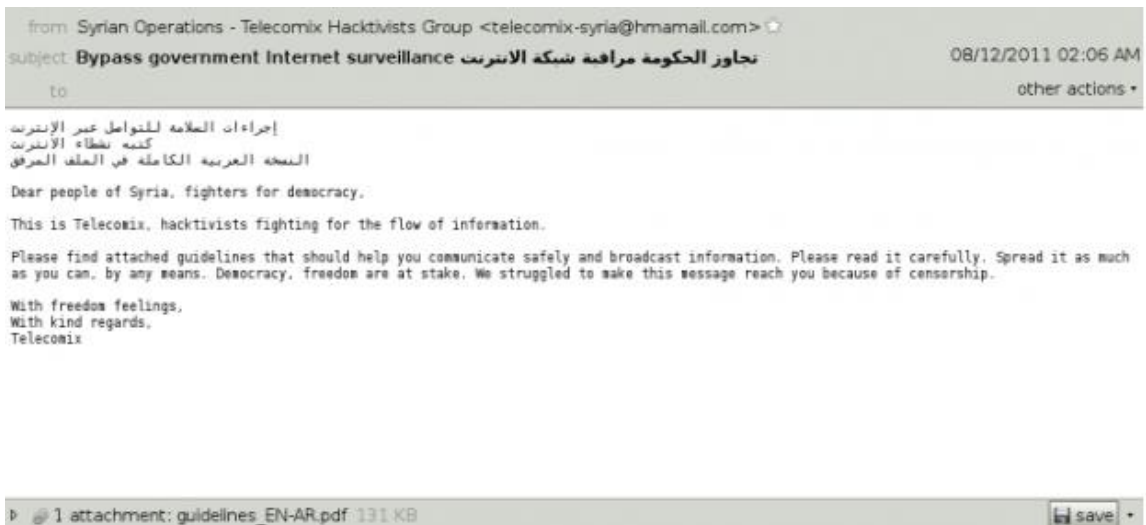 from Syrian Operations - Telecomix Hacktivists Group <telecomix-syria@hmamail.com>
subject Bypass government Internet surveillance تجاوز الحكومة مراقبة شبكة الانترنت
08/12/2011 02:06 AM
to
other actions
إجراءات السلامة للتواصل عبر الإنترنت
كتبه نشطاء الانترنت
النسخة العربية الكاملة في الملف المرفق
Dear people of Syria, fighters for democracy,
This is Telecomix, hacktivists fighting for the flow of information.
Please find attached guidelines that should help you communicate safely and broadcast information. Please read it carefully. Spread it as much
as you can, by any means. Democracy, freedom are at stake. We struggled to make this message reach you because of censorship.
With freedom feelings,
With kind regards,
Telecomix
1 attachment: guidelines_EN-AR.pdf 131 KB
save